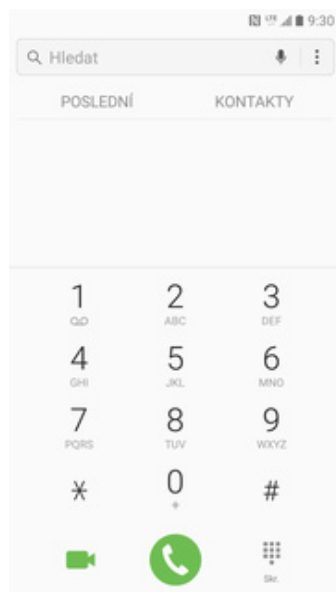 9:30
Hledat
POSLEDNÍ KONTAKTY
1 2 3
ABC DEF
4 5 6
GHI JKL MNO
7 8 9
PQRS TUV WXYZ
* 0 #
+
Skr.